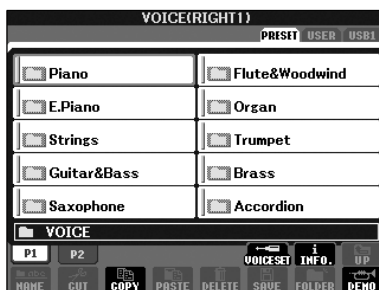 VOICE(RIGHT1)
PRESET USER USB1
Piano Flute&Woodwind
E.Piano Organ
Strings Trumpet
Guitar&Bass Brass
Saxophone Accordion
VOICE
P1 P2 VOICESET INFO. UP
NAME CUT COPY PASTE DELETE SAVE FOLDER DEMO